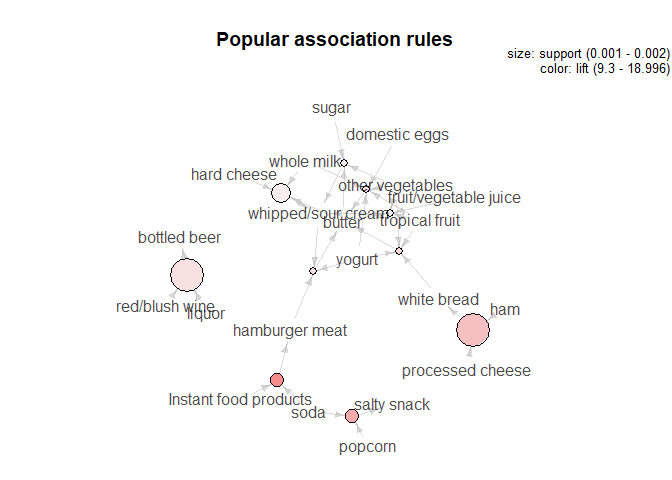 Popular association rules
size: support (0.001 - 0.002)
color: lift (9.3 - 18.996)
sugar
domestic eggs
whole milk
hard cheese
other vegetables
fruit/vegetable juice
whipped/sour cream
butter
tropical fruit
bottled beer
yogurt
white bread
red/blush wine
liquor
ham
hamburger meat
processed cheese
Instant food products
soda
salty snack
popcorn